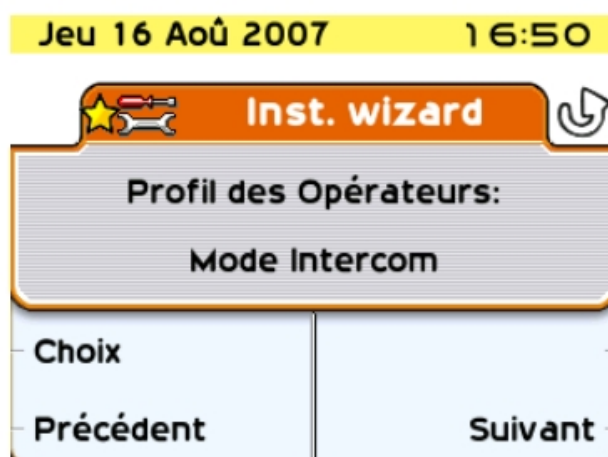 Jeu 16 Aoû 2007 16:50
Inst. wizard
Profil des Opérateurs:
Mode Intercom
Choix
Précédent Suivant